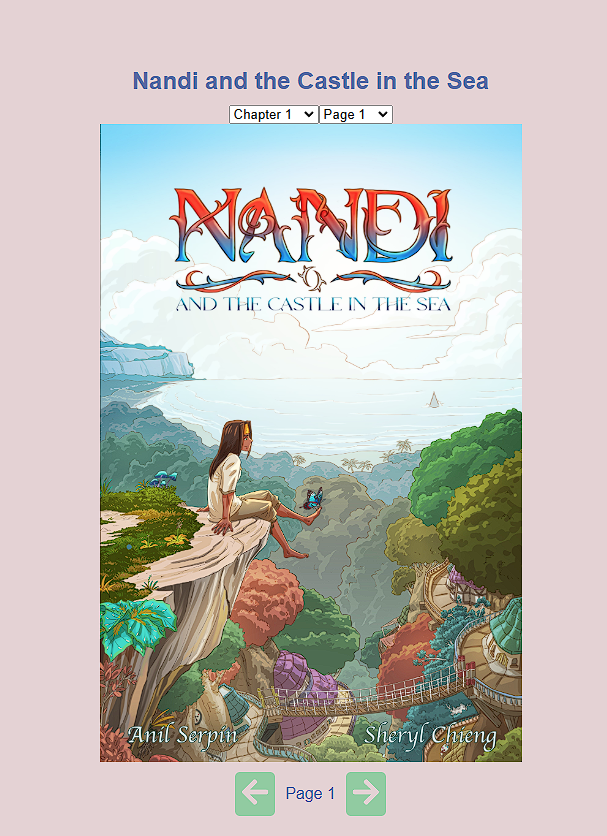 Nandi and the Castle in the Sea
Chapter 1 Page 1
NANDI
AND THE CASTLE IN THE SEA
Anil Serpin Sheryl Chieng
Page 1